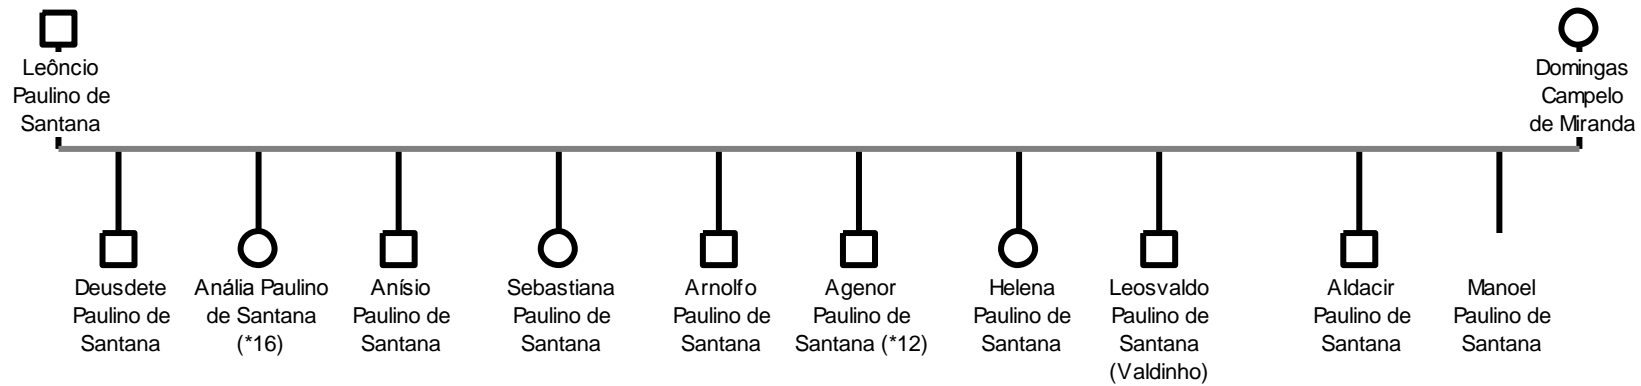 Leôncio
Paulino de
Santana
Domingas
Campelo
de Miranda
Deusdete
Paulino de
Santana
Anália Paulino
de Santana
(*16)
Anísio
Paulino de
Santana
Sebastiana
Paulino de
Santana
Arnolfo
Paulino de
Santana
Agenor
Paulino de
Santana (*12)
Helena
Paulino de
Santana
Leosvaldo
Paulino de
Santana
(Valdinho)
Aldacir
Paulino de
Santana
Manoel
Paulino de
Santana